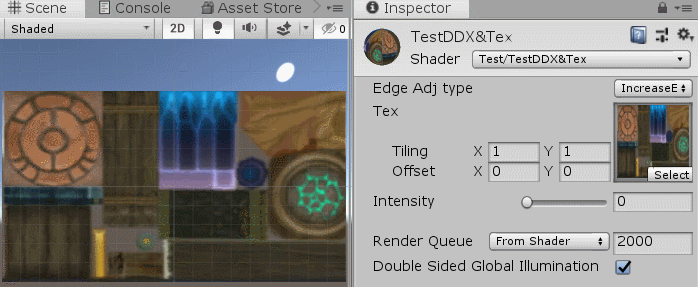 Scene Console Asset Store Inspector
Shaded 2D 0
TestDDX&Tex
Shader Test/TestDDX&Tex
Edge Adj type IncreaseE
Tex
Tiling X 1 Y 1
Offset X 0 Y 0
Select
Intensity 0
Render Queue From Shader 2000
Double Sided Global Illumination